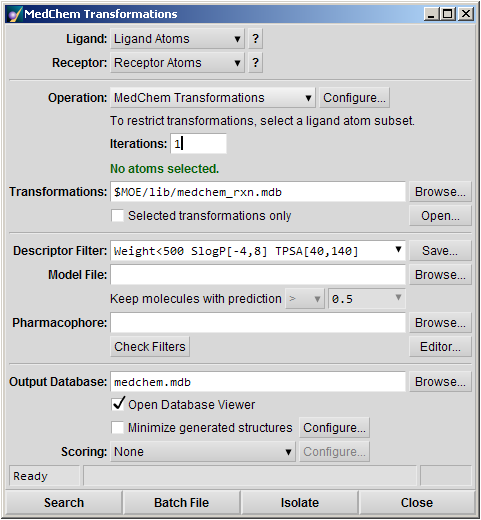 MedChem Transformations
Ligand: Ligand Atoms ?
Receptor: Receptor Atoms ?
Operation: MedChem Transformations Configure...
To restrict transformations, select a ligand atom subset.
Iterations: 1
No atoms selected.
Transformations: $MOE/lib/medchem_rxn.mdb Browse...
Selected transformations only Open...
Descriptor Filter: Weight<500 SlogP[-4,8] TPSA[40,140] Save...
Model File: Browse...
Keep molecules with prediction > 0.5
Pharmacophore: Browse...
Check Filters Editor...
Output Database: medchem.mdb Browse...
Open Database Viewer
Minimize generated structures Configure...
Scoring: None Configure...
Ready
Search Batch File Isolate Close